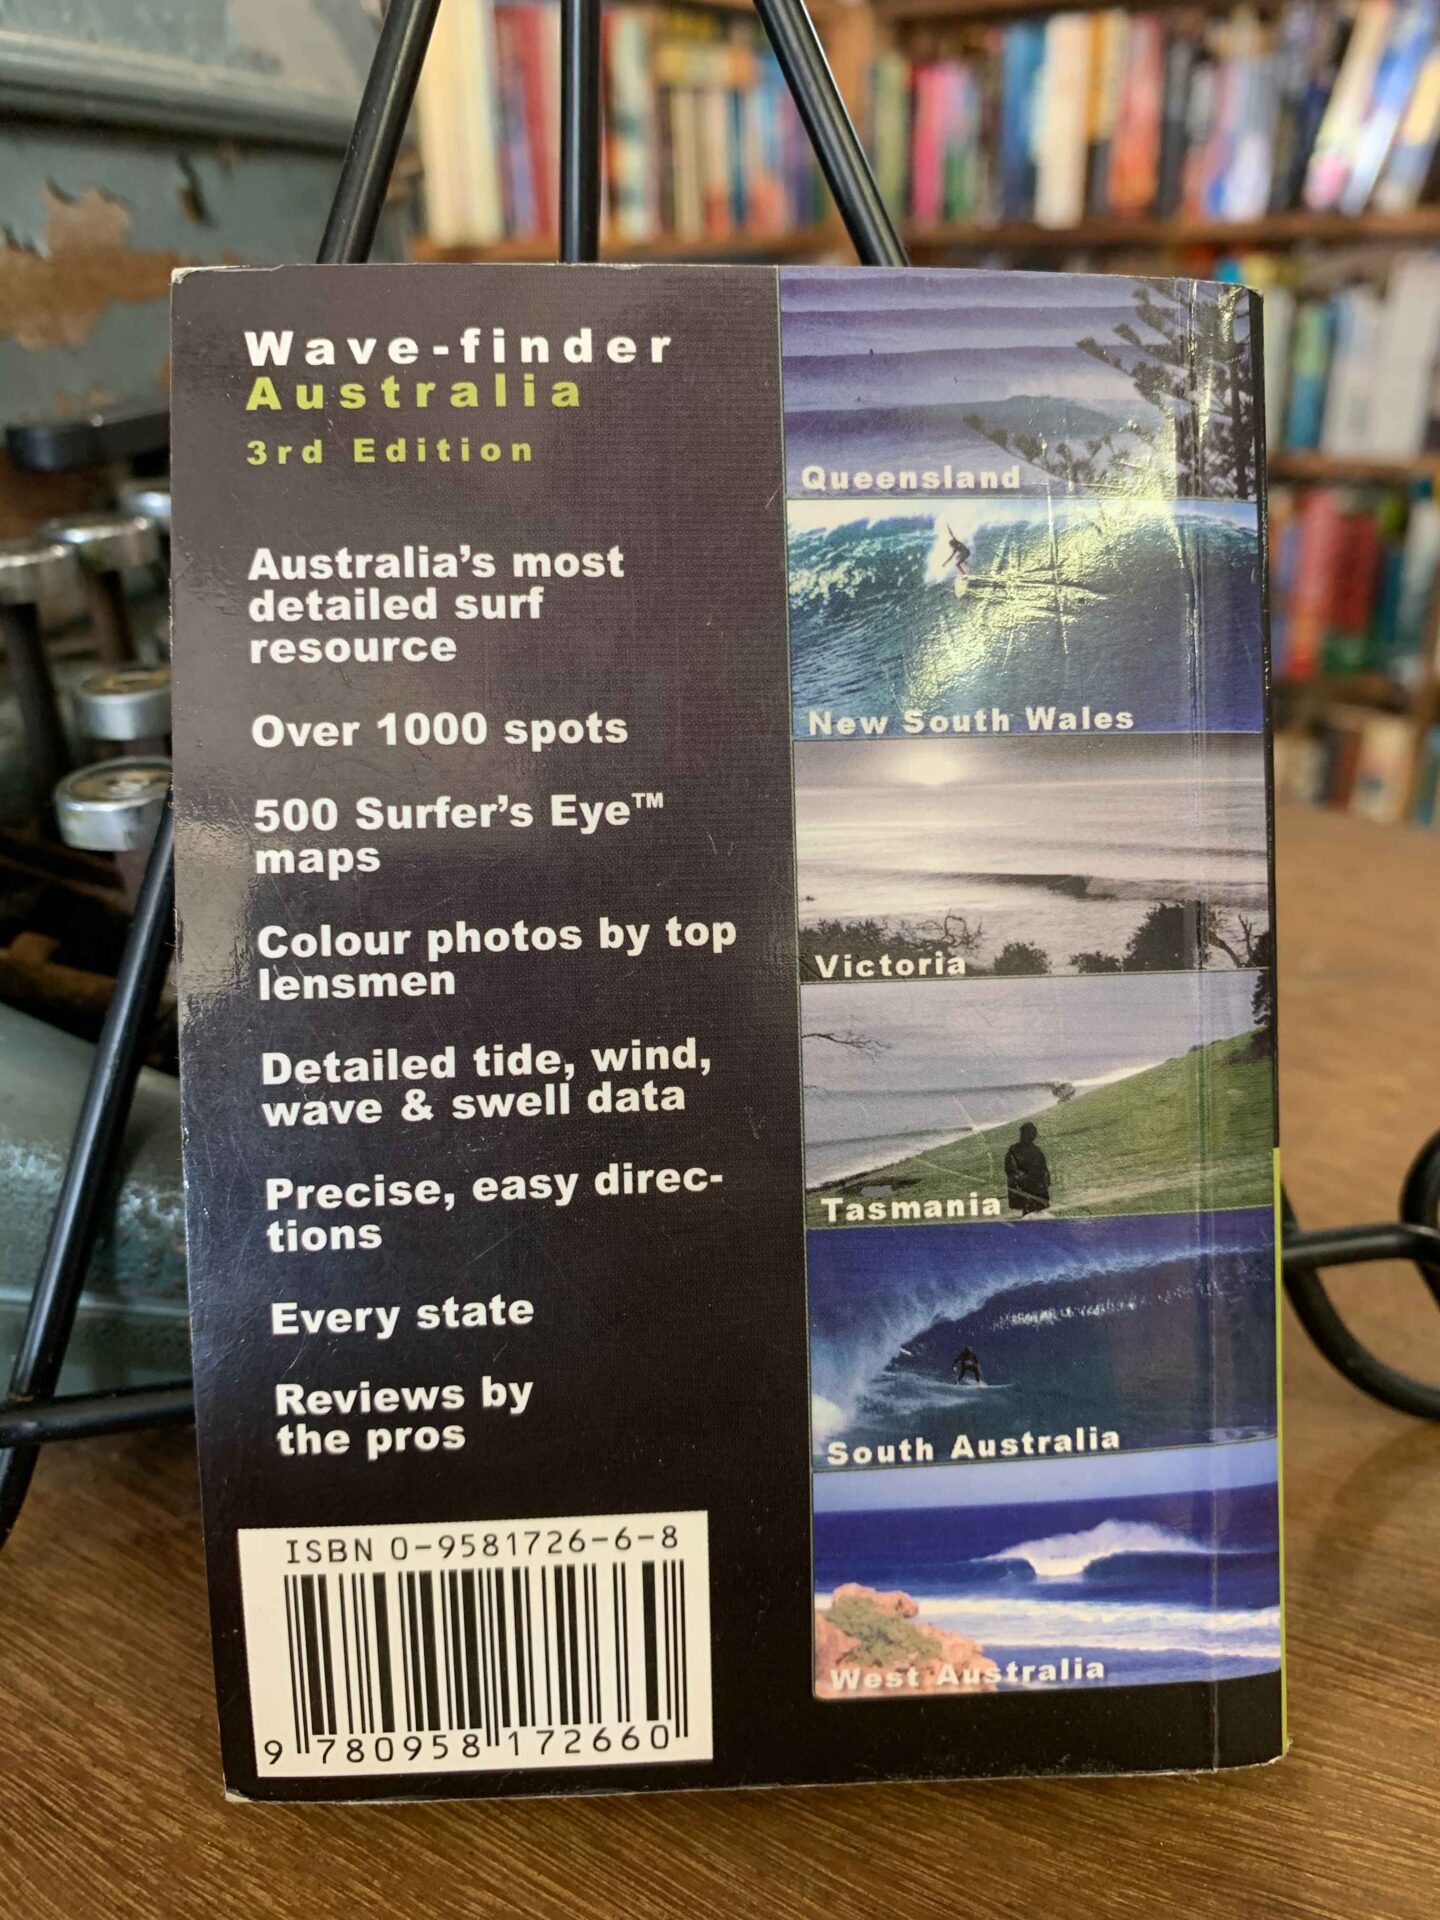 Wave-finder
Australia
3rd Edition
Australia's most
detailed surf
resource
Over 1000 spots
500 Surfer's Eye™
maps
Colour photos by top
lensmen
Detailed tide, wind,
wave & swell data
Precise, easy direc-
tions
Every state
Reviews by
the pros
ISBN 0-9581726-6-8
9 780958 172660
Queensland
New South Wales
Victoria
Tasmania
South Australia
West Australia